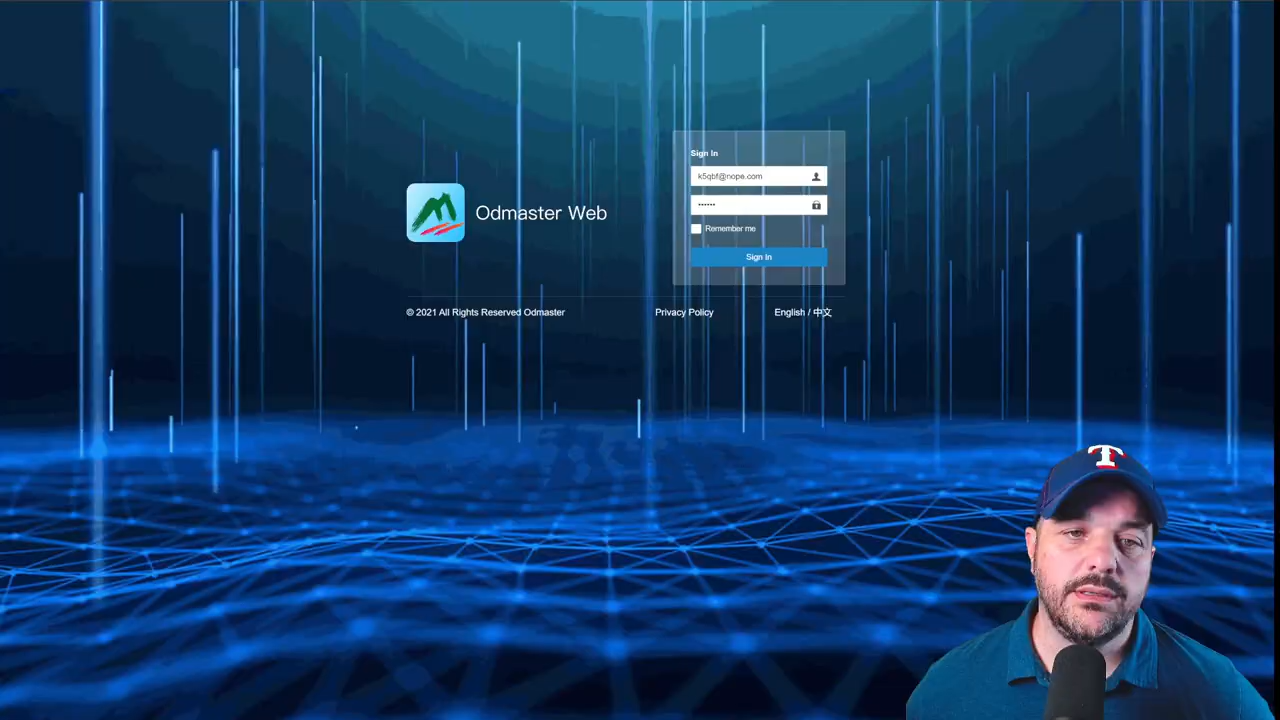 Sign In
k5qbf@nope.com
••••••
Remember me
Sign In
Odmaster Web
© 2021 All Rights Reserved Odmaster
Privacy Policy
English / 中文
T